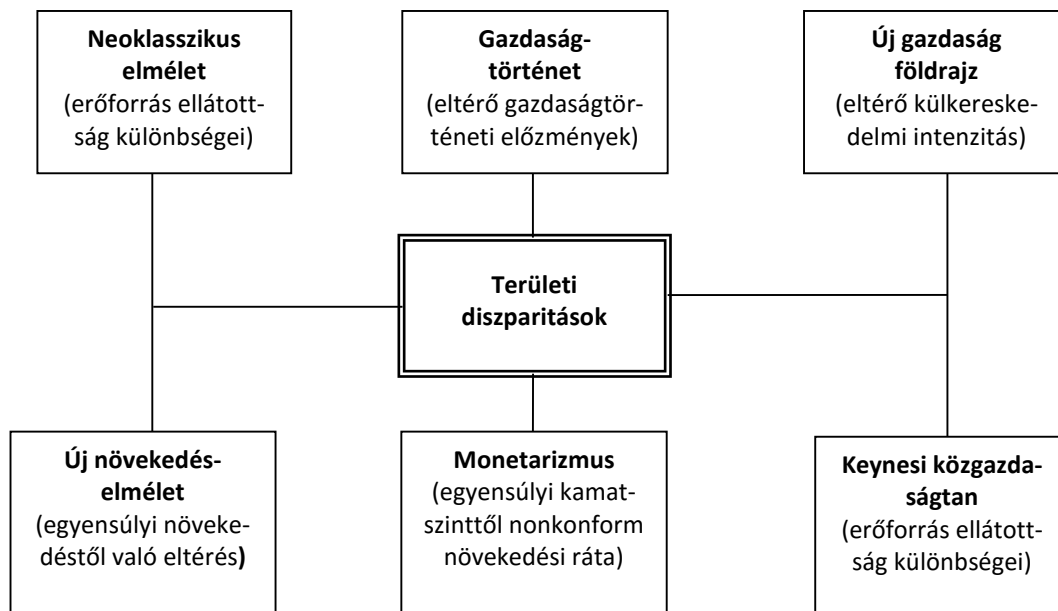 Neoklasszikus
elmélet
(erőforrás ellátott-
ság különbségei)
Gazdaság-
történet
(eltérő gazdaságtör-
téneti előzmények)
Új gazdaság
földrajz
(eltérő külkereske-
delmi intenzitás)
Területi
diszparitások
Új növekedés-
elmélet
(egyensúlyi növeke-
déstől való eltérés)
Monetarizmus
(egyensúlyi kamat-
szinttől nonkonform
növekedési ráta)
Keynesi közgazda-
ságtan
(erőforrás ellátott-
ság különbségei)